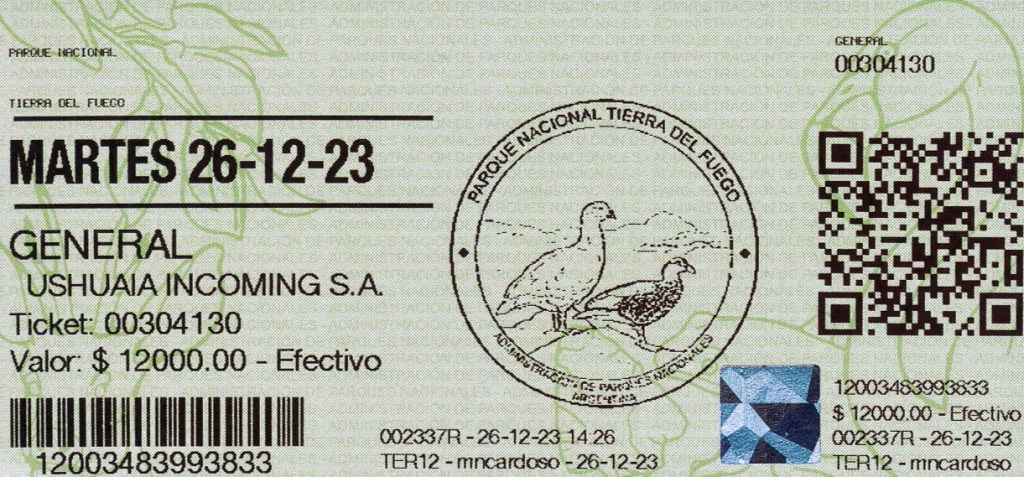 PARQUE NACIONAL
TIERRA DEL FUEGO
MARTES 26-12-23
GENERAL
USHUAIA INCOMING S.A.
Ticket: 00304130
Valor: $ 12000.00 - Efectivo
12003483993833
PARQUE NACIONAL TIERRA DEL FUEGO
ADMINISTRACION DE PARQUES NACIONALES
ARGENTINA
002337R - 26-12-23 14:26
TER12 - mncardoso - 26-12-23
GENERAL
00304130
12003483993833
$ 12000.00 - Efectivo
002337R - 26-12-23
TER12 - mncardoso